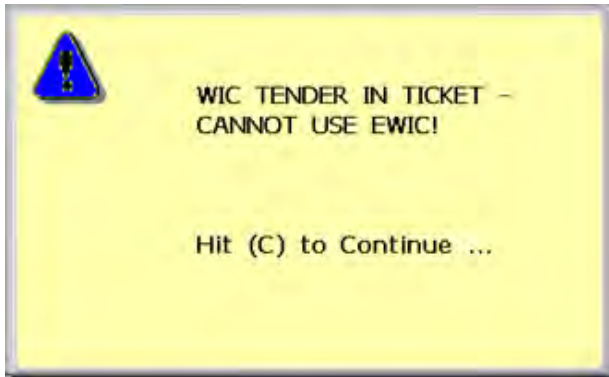 WIC TENDER IN TICKET -
CANNOT USE EWIC!
Hit (C) to Continue ...